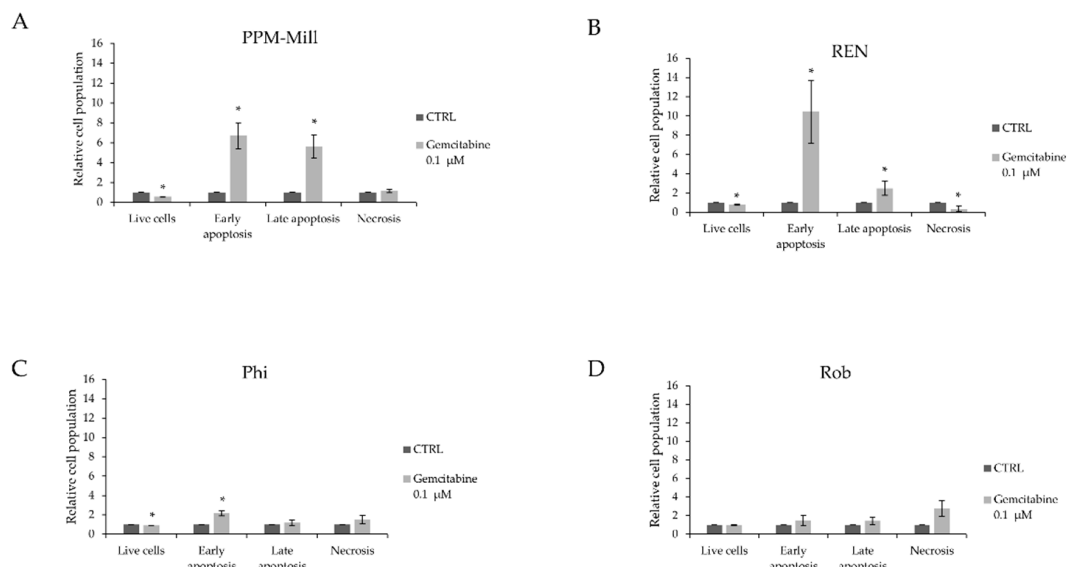 A
PPM-Mill
Relative cell population
16
14
12
10
8
6
4
2
0
*
*
*
Live cells
Early
apoptosis
Late apoptosis
Necrosis
CTRL
Gemcitabine
0.1 μM
B
REN
Relative cell population
16
14
12
10
8
6
4
2
0
*
*
*
*
Live cells
Early
apoptosis
Late apoptosis
Necrosis
CTRL
Gemcitabine
0.1 μM
C
Phi
Relative cell population
16
14
12
10
8
6
4
2
0
*
*
Live cells
Early
apoptosis
Late
apoptosis
Necrosis
CTRL
Gemcitabine
0.1 μM
D
Rob
Relative cell population
16
14
12
10
8
6
4
2
0
Live cells
Early
apoptosis
Late
apoptosis
Necrosis
CTRL
Gemcitabine
0.1 μM